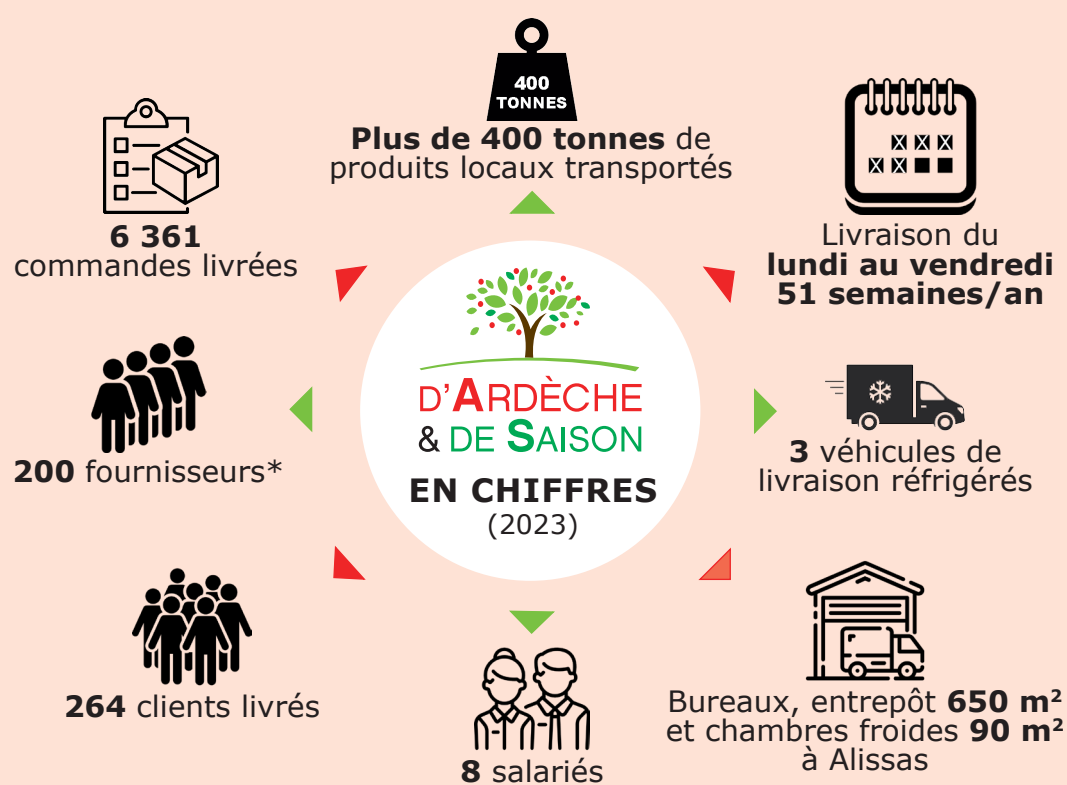 400
TONNES
Plus de 400 tonnes de
produits locaux transportés
6 361
commandes livrées
Livraison du
lundi au vendredi
51 semaines/an
D'ARDÈCHE
& DE SAISON
EN CHIFFRES
(2023)
200 fournisseurs*
3 véhicules de
livraison réfrigérés
264 clients livrés
8 salariés
Bureaux, entrepôt 650 m²
et chambres froides 90 m²
à Alissas